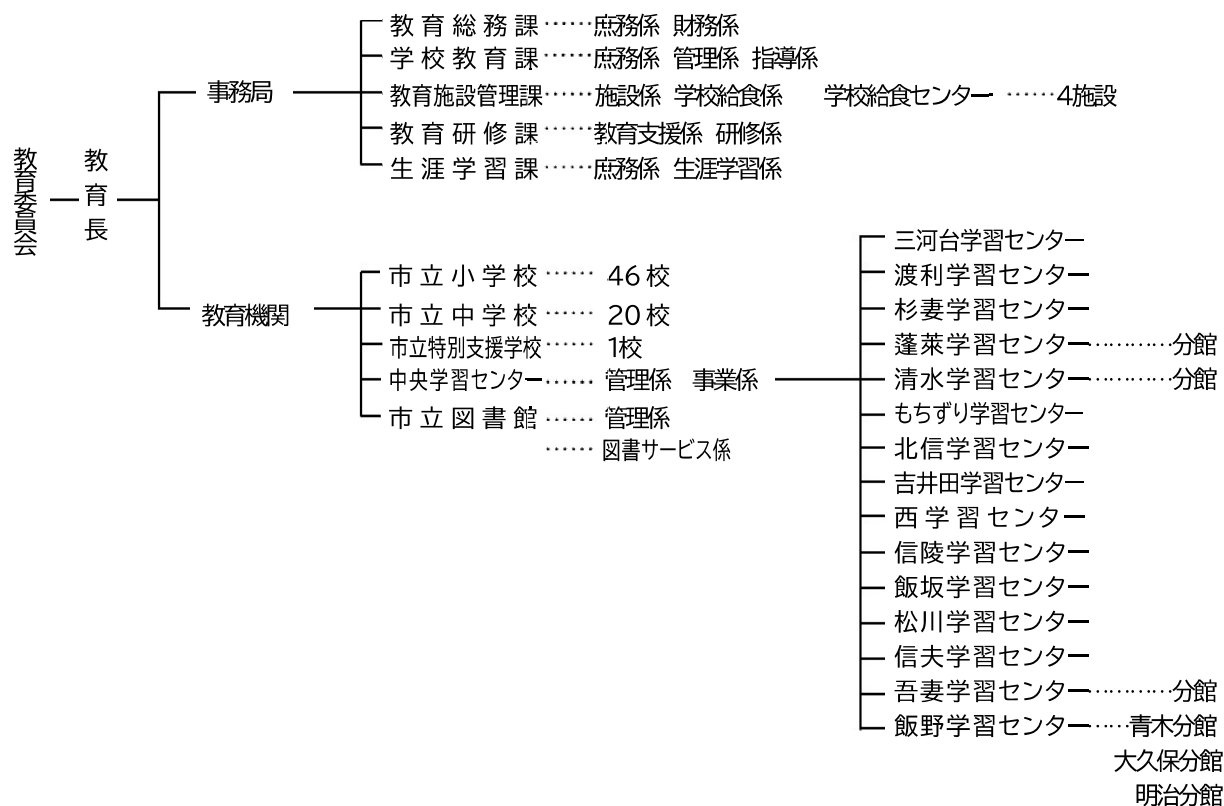 教育委員会
教育長
事務局
教育総務課……庶務係 財務係
学校教育課……庶務係 管理係 指導係
教育施設管理課……施設係 学校給食係 学校給食センター ……4施設
教育研修課……教育支援係 研修係
生涯学習課……庶務係 生涯学習係
教育機関
市立小学校…… 46校
市立中学校…… 20校
市立特別支援学校…… 1校
中央学習センター…… 管理係 事業係
市立図書館…… 管理係
…… 図書サービス係
三河台学習センター
渡利学習センター
杉妻学習センター
蓬莱学習センター…………分館
清水学習センター…………分館
もちずり学習センター
北信学習センター
吉井田学習センター
西学習センター
信陵学習センター
飯坂学習センター
松川学習センター
信夫学習センター
吾妻学習センター…………分館
飯野学習センター……青木分館
大久保分館
明治分館